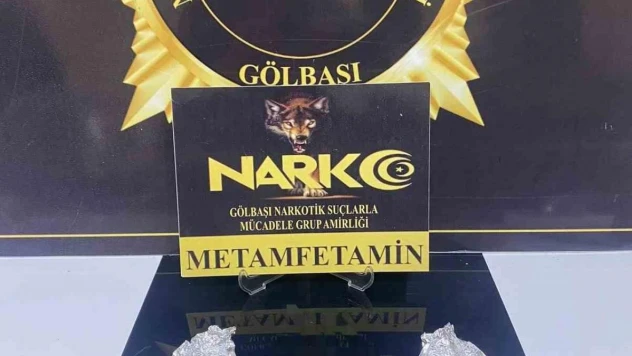 GÖLBAŞI
NARKO
GÖLBAŞI NARKOTİK SUÇLARLA
MÜCADELE GRUP AMİRLİĞİ
METAMFETAMİN